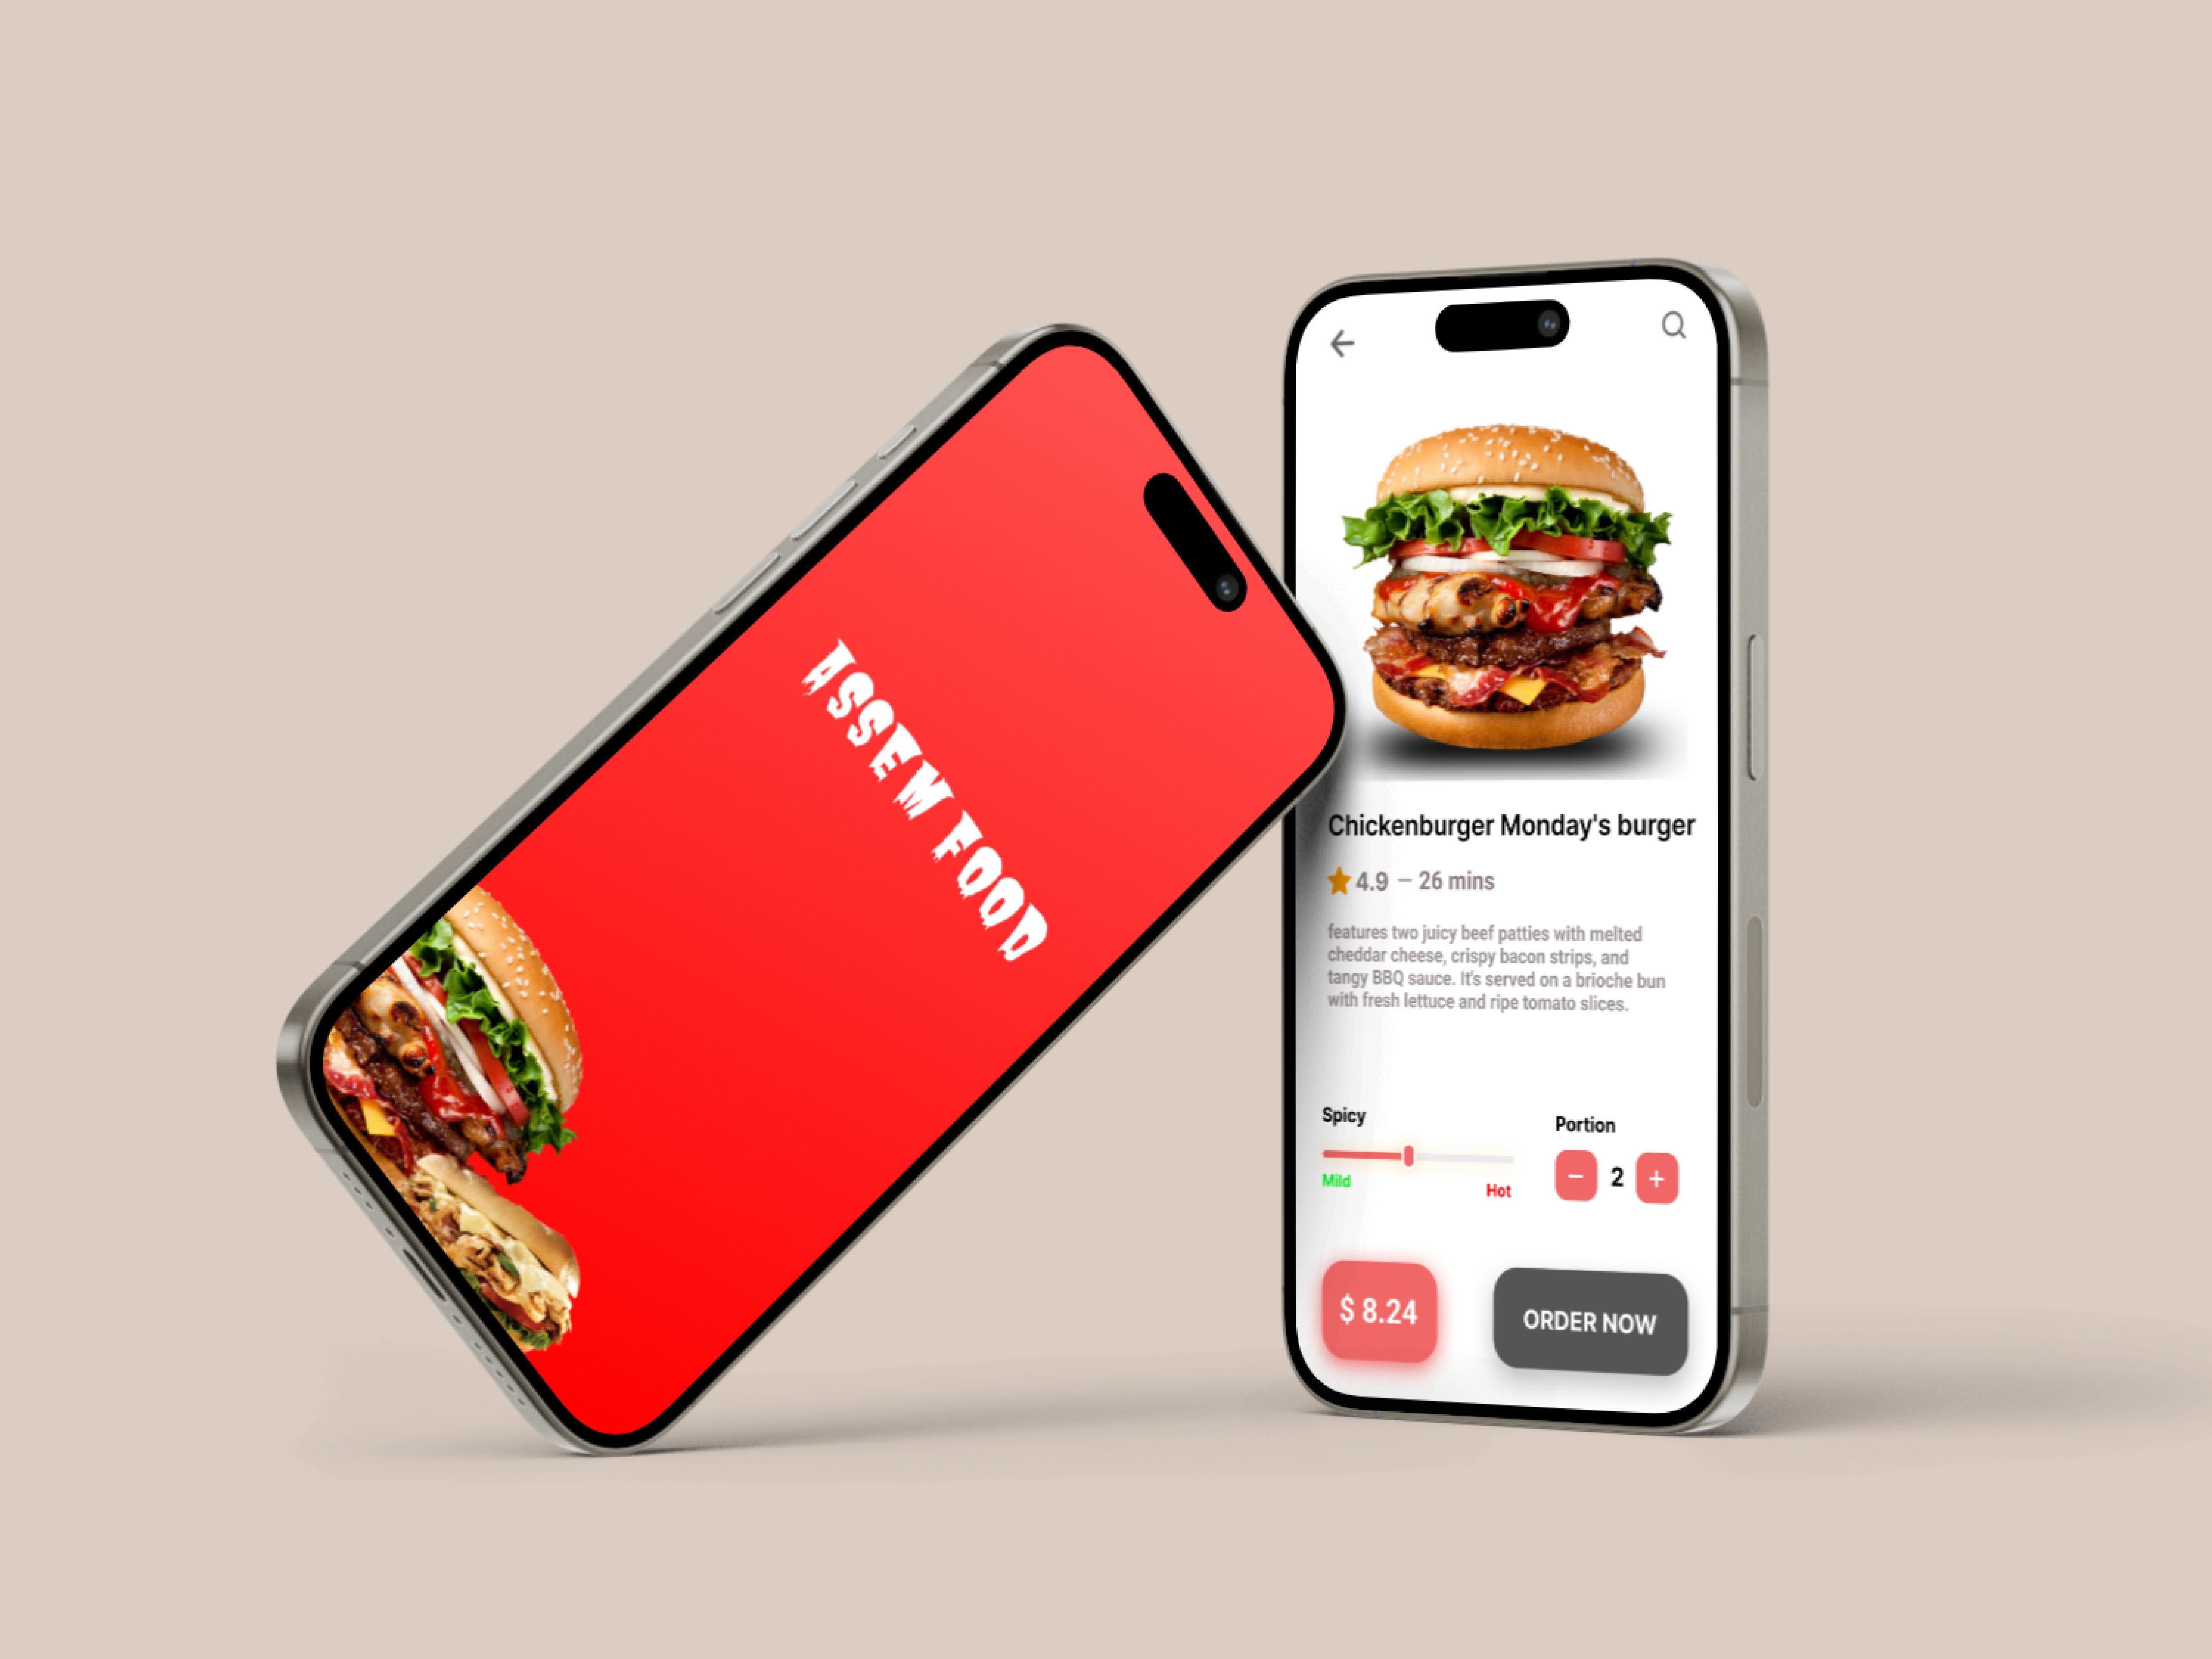 ASSEW FOOD
Chickenburger Monday's burger
4.9 – 26 mins
features two juicy beef patties with melted
cheddar cheese, crispy bacon strips, and
tangy BBQ sauce. It's served on a brioche bun
with fresh lettuce and ripe tomato slices.
Spicy
Portion
Mild
Hot
− 2 +
$ 8.24
ORDER NOW